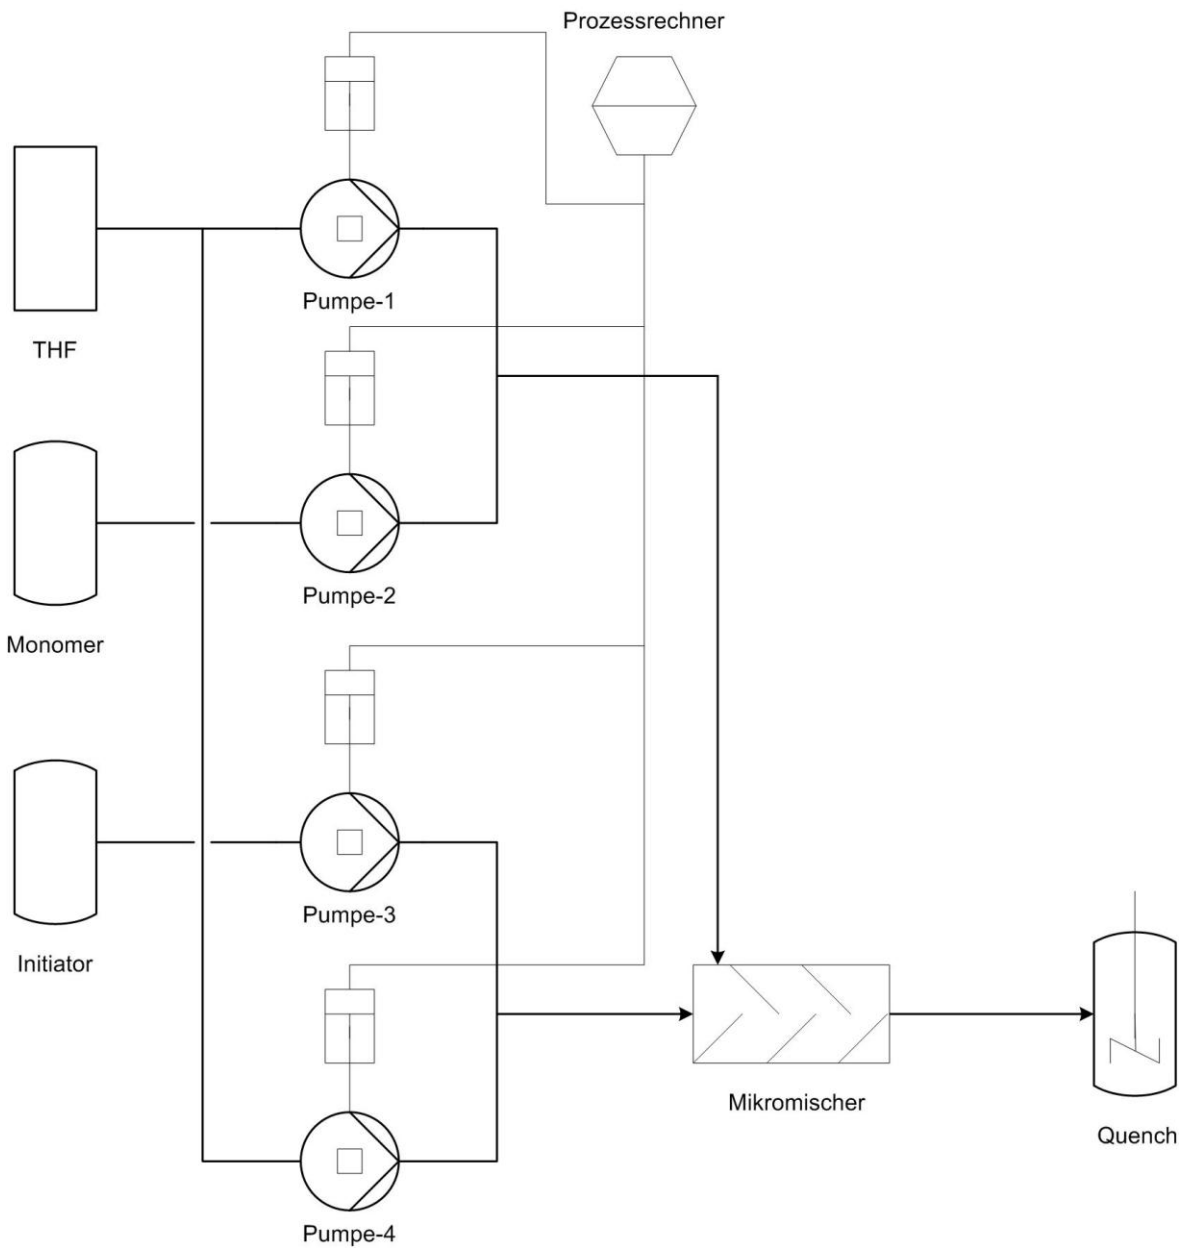 Prozessrechner
Pumpe-1
THF
Pumpe-2
Monomer
Pumpe-3
Initiator
Mikromischer
Quench
Pumpe-4